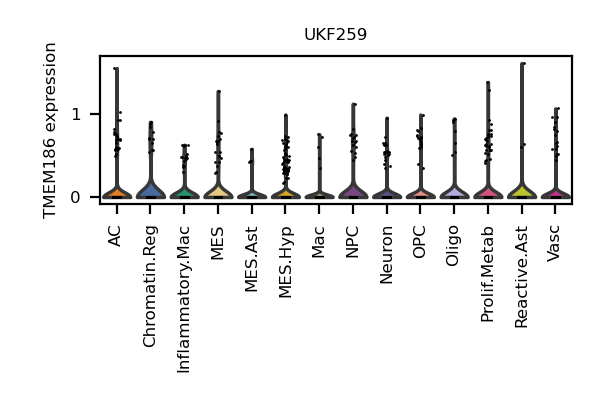 UKF259
TMEM186 expression
1
0
AC
Chromatin.Reg
Inflammatory.Mac
MES
MES.Ast
MES.Hyp
Mac
NPC
Neuron
OPC
Oligo
Prolif.Metab
Reactive.Ast
Vasc